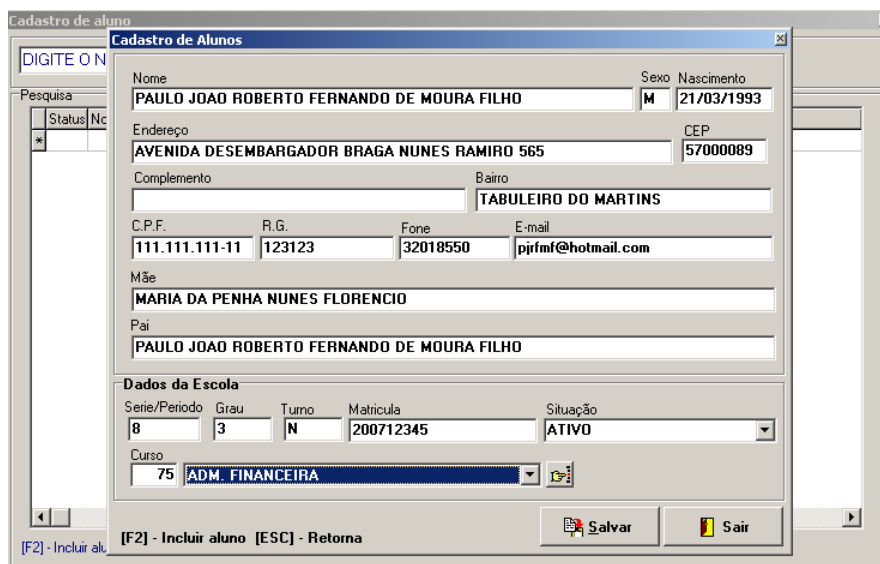 Cadastro de aluno
Cadastro de Alunos
DIGITE O N
Pesquisa
Status No
*
Nome Sexo Nascimento
PAULO JOAO ROBERTO FERNANDO DE MOURA FILHO M 21/03/1993
Endereço CEP
AVENIDA DESEMBARGADOR BRAGA NUNES RAMIRO 565 57000089
Complemento Bairro
TABULEIRO DO MARTINS
C.P.F. R.G. Fone E-mail
111.111.111-11 123123 32018550 pjrfmf@hotmail.com
Mãe
MARIA DA PENHA NUNES FLORENCIO
Pai
PAULO JOAO ROBERTO FERNANDO DE MOURA FILHO
Dados da Escola
Serie/Periodo Grau Turno Matricula Situação
8 3 N 200712345 ATIVO
Curso
75 ADM. FINANCEIRA
[F2] - Incluir aluno [ESC] - Retorna Salvar Sair
[F2] - Incluir alu